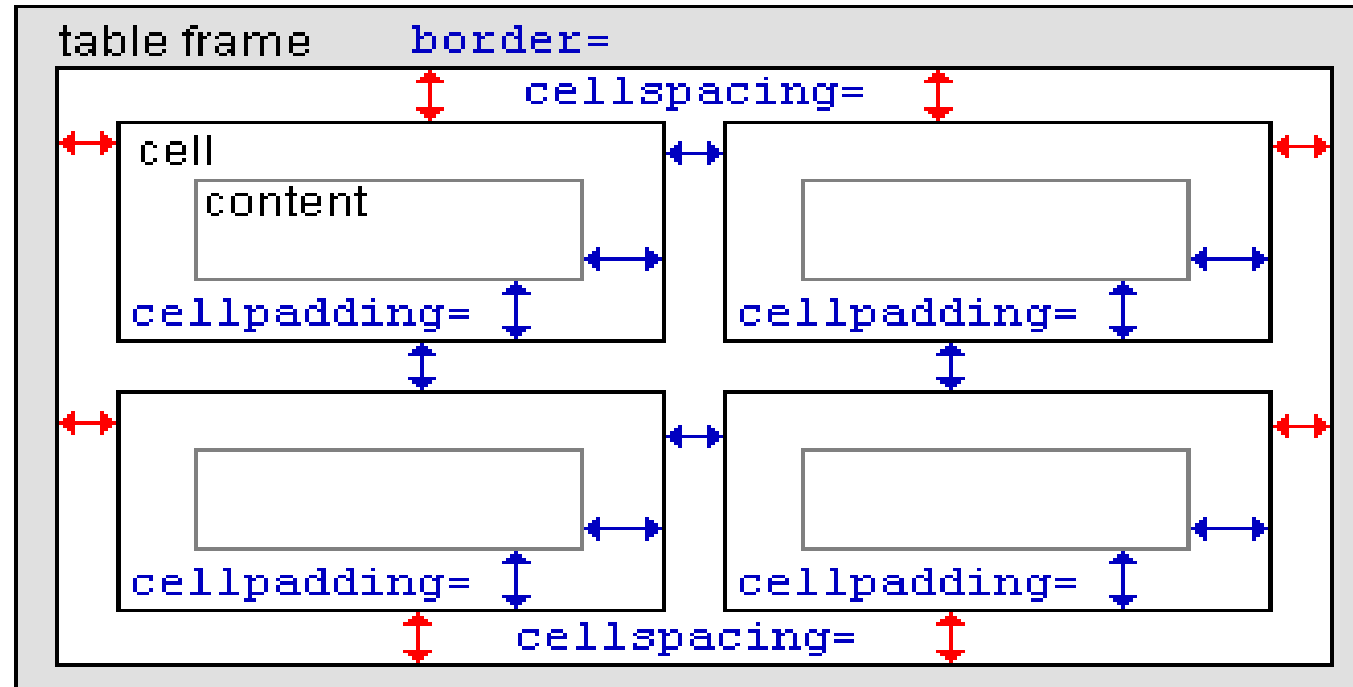 table frame border=
cellspacing=
cell
content
cellpadding= cellpadding=
cellpadding= cellpadding=
cellspacing=